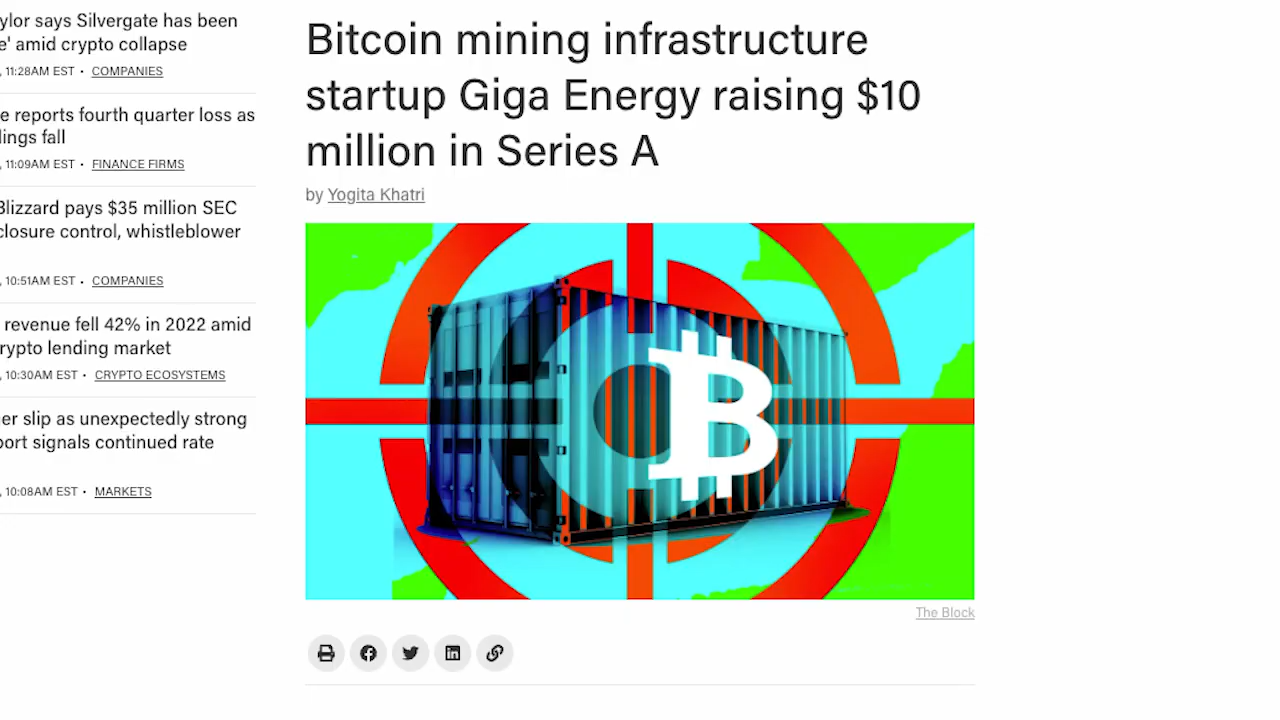 ylor says Silvergate has been
e' amid crypto collapse
, 11:28AM EST • COMPANIES
e reports fourth quarter loss as
lings fall
, 11:09AM EST • FINANCE FIRMS
Blizzard pays $35 million SEC
closure control, whistleblower
, 10:51AM EST • COMPANIES
revenue fell 42% in 2022 amid
rypto lending market
, 10:30AM EST • CRYPTO ECOSYSTEMS
er slip as unexpectedly strong
port signals continued rate
, 10:08AM EST • MARKETS
Bitcoin mining infrastructure
startup Giga Energy raising $10
million in Series A
by Yogita Khatri
The Block